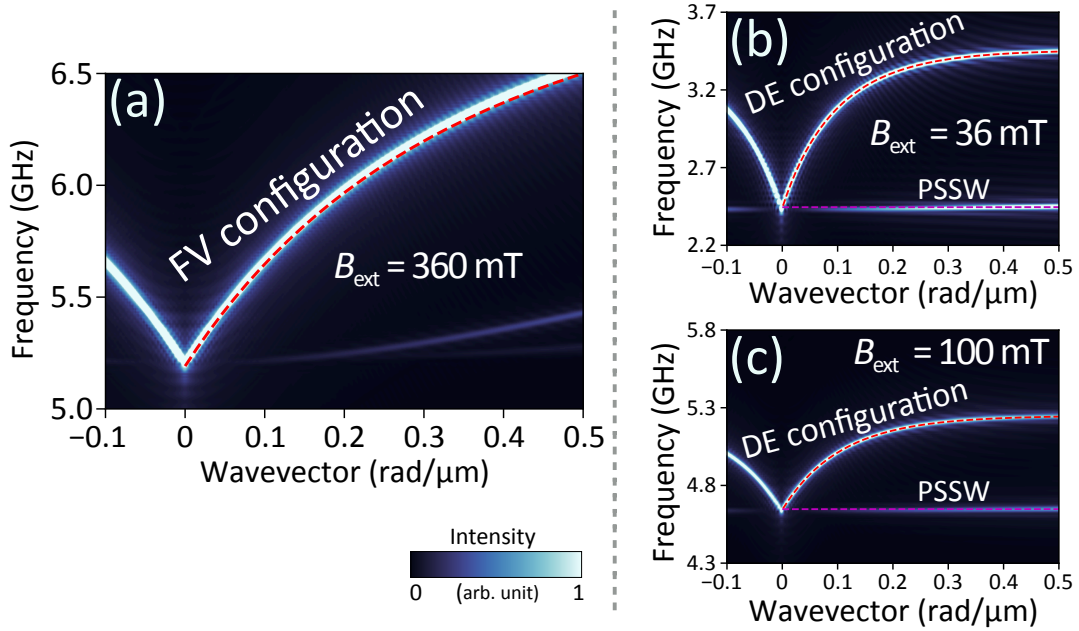 (a)
FV configuration
B_ext = 360 mT
6.5
6.0
5.5
5.0
Frequency (GHz)
−0.1 0 0.1 0.2 0.3 0.4 0.5
Wavevector (rad/μm)
Intensity
0 (arb. unit) 1
(b)
DE configuration
B_ext = 36 mT
PSSW
3.7
3.2
2.7
2.2
Frequency (GHz)
−0.1 0 0.1 0.2 0.3 0.4 0.5
Wavevector (rad/μm)
(c)
B_ext = 100 mT
DE configuration
PSSW
5.8
5.3
4.8
4.3
Frequency (GHz)
−0.1 0 0.1 0.2 0.3 0.4 0.5
Wavevector (rad/μm)